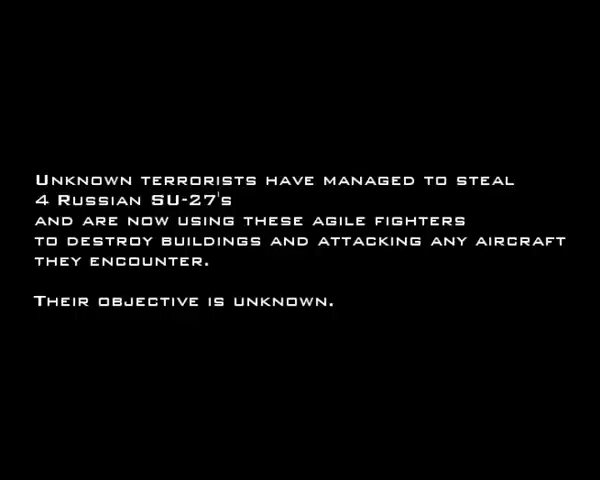 Unknown terrorists have managed to steal
4 Russian SU-27's
and are now using these agile fighters
to destroy buildings and attacking any aircraft
they encounter.
Their objective is unknown.